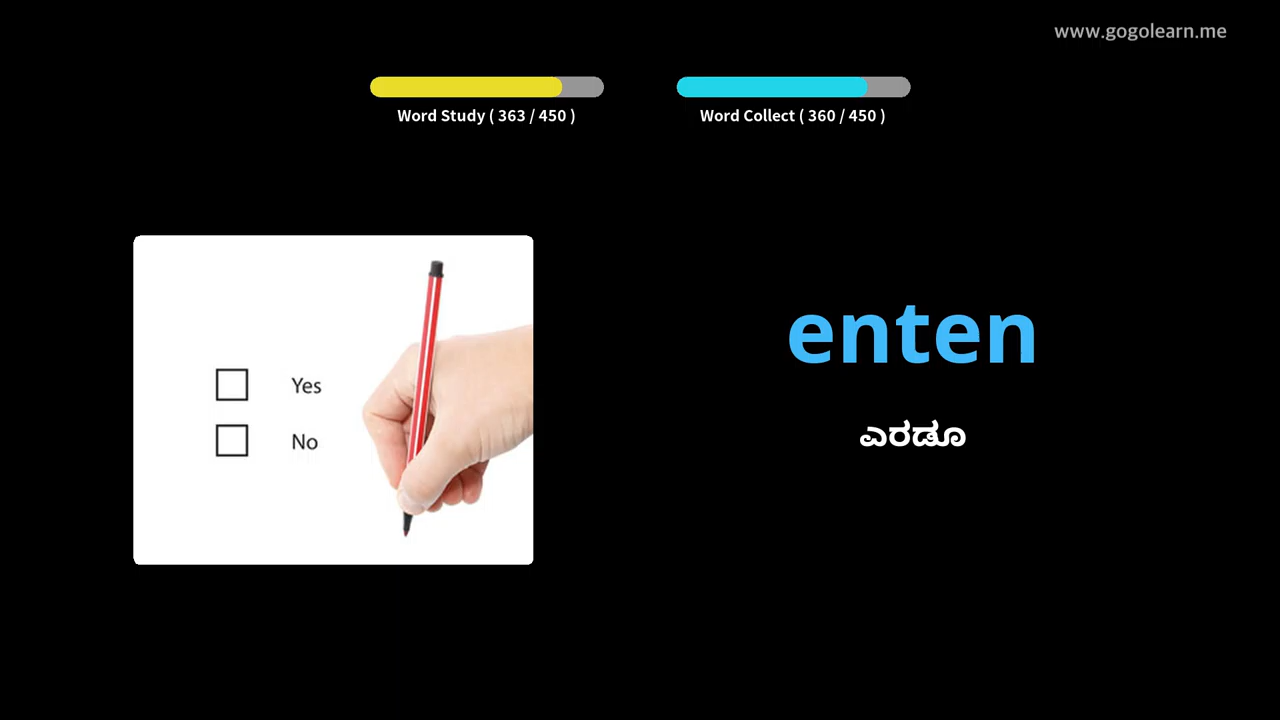 www.gogolearn.me
Word Study ( 363 / 450 )
Word Collect ( 360 / 450 )
Yes
No
enten
ಎರಡೂ